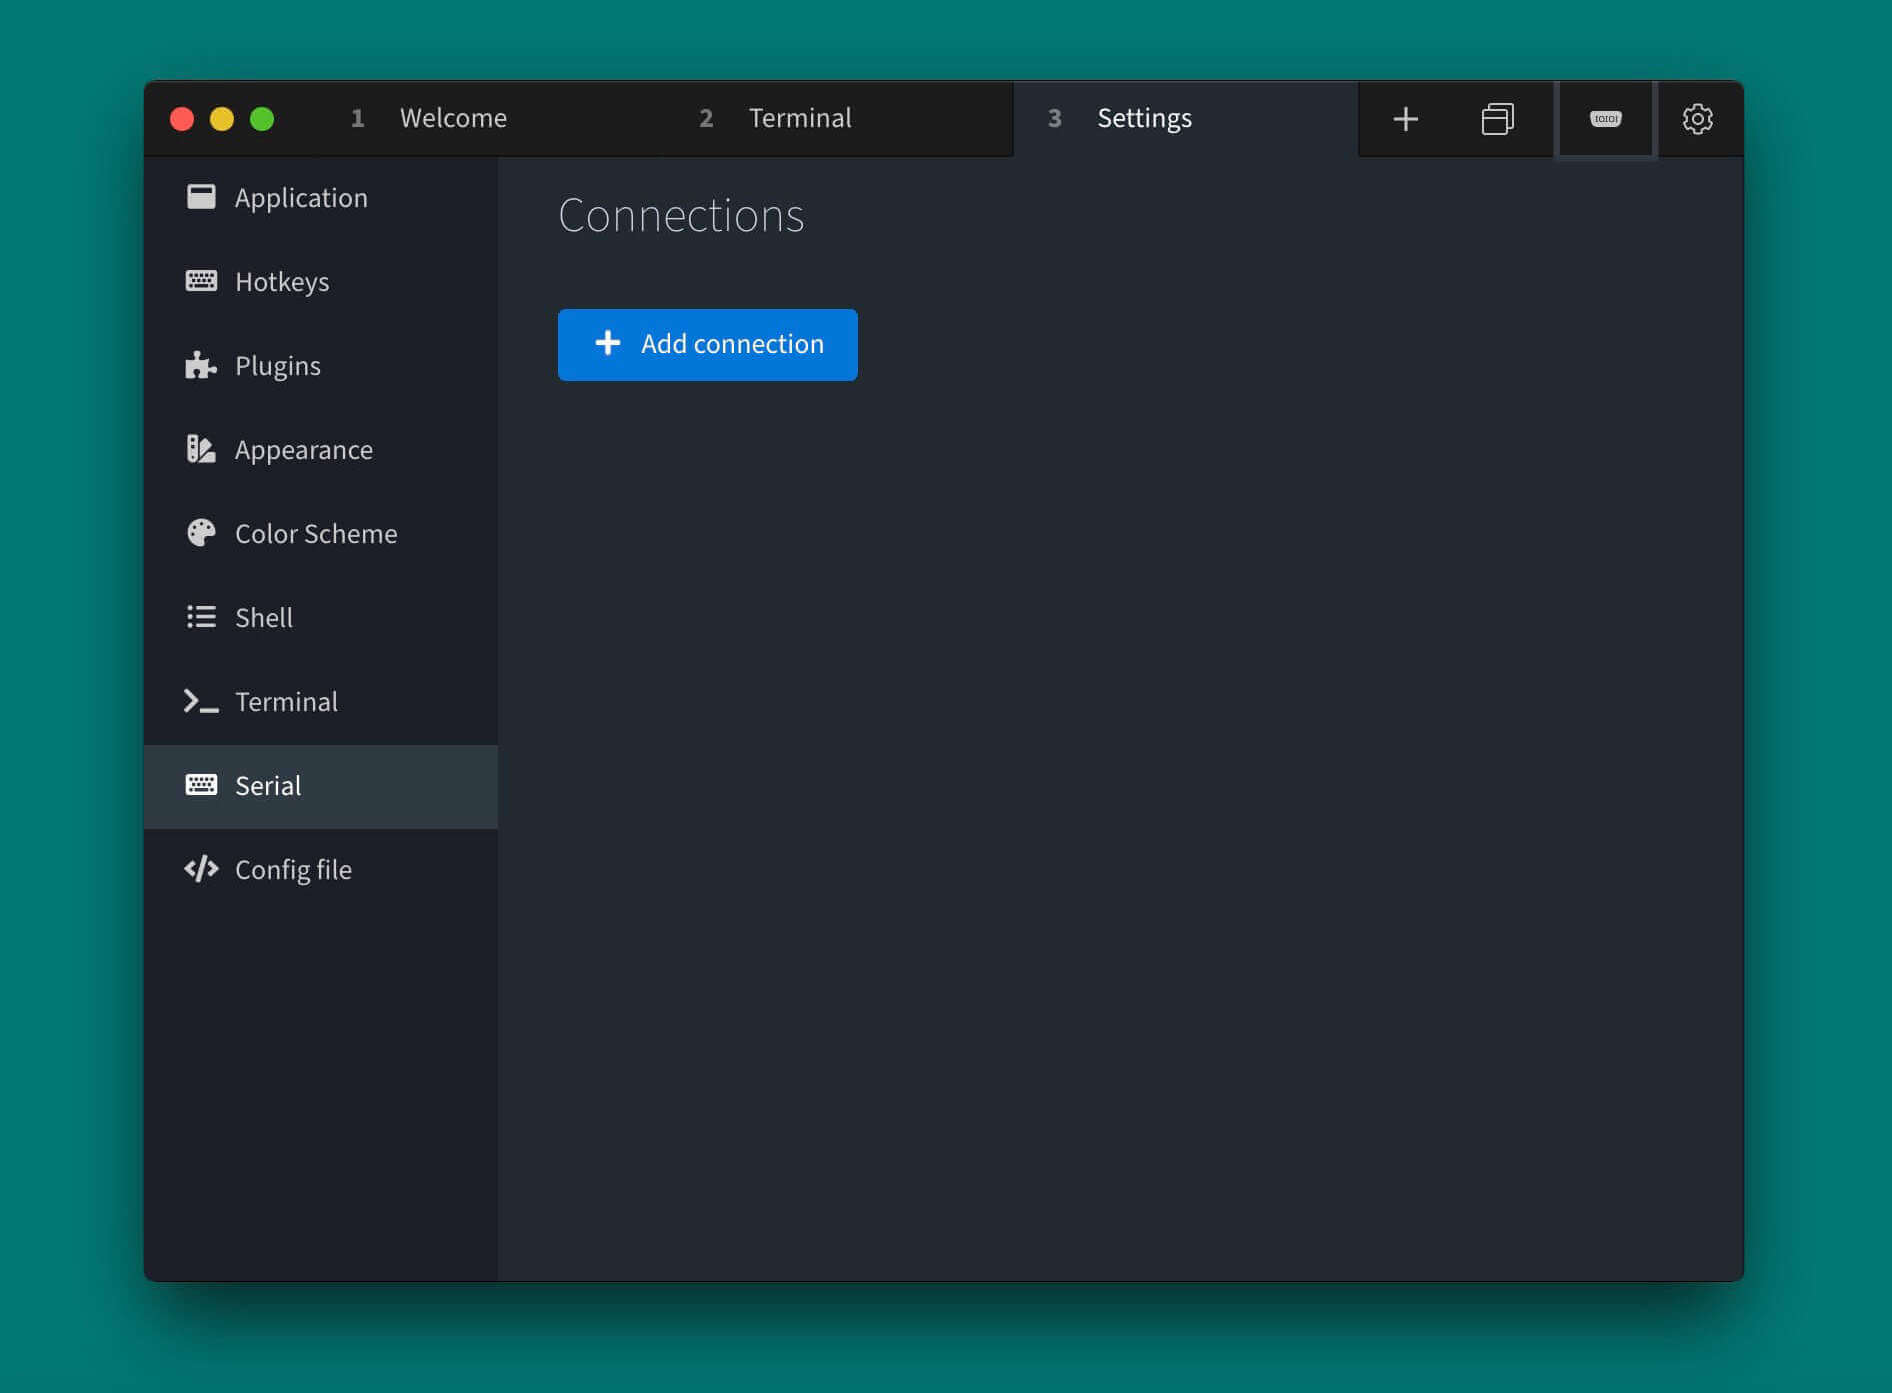 1 Welcome 2 Terminal 3 Settings 10101
Application
Hotkeys
Plugins
Appearance
Color Scheme
Shell
Terminal
Serial
Config file
Connections
Add connection